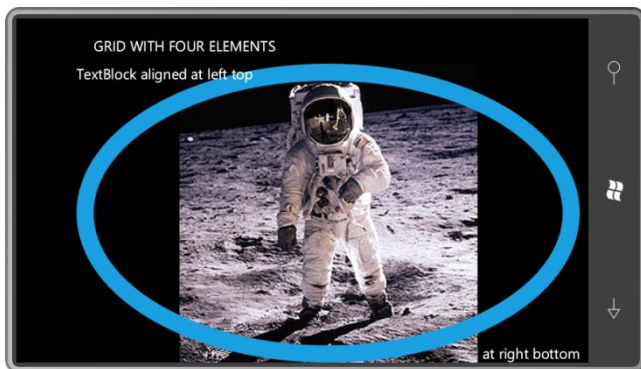 GRID WITH FOUR ELEMENTS
TextBlock aligned at left top
at right bottom